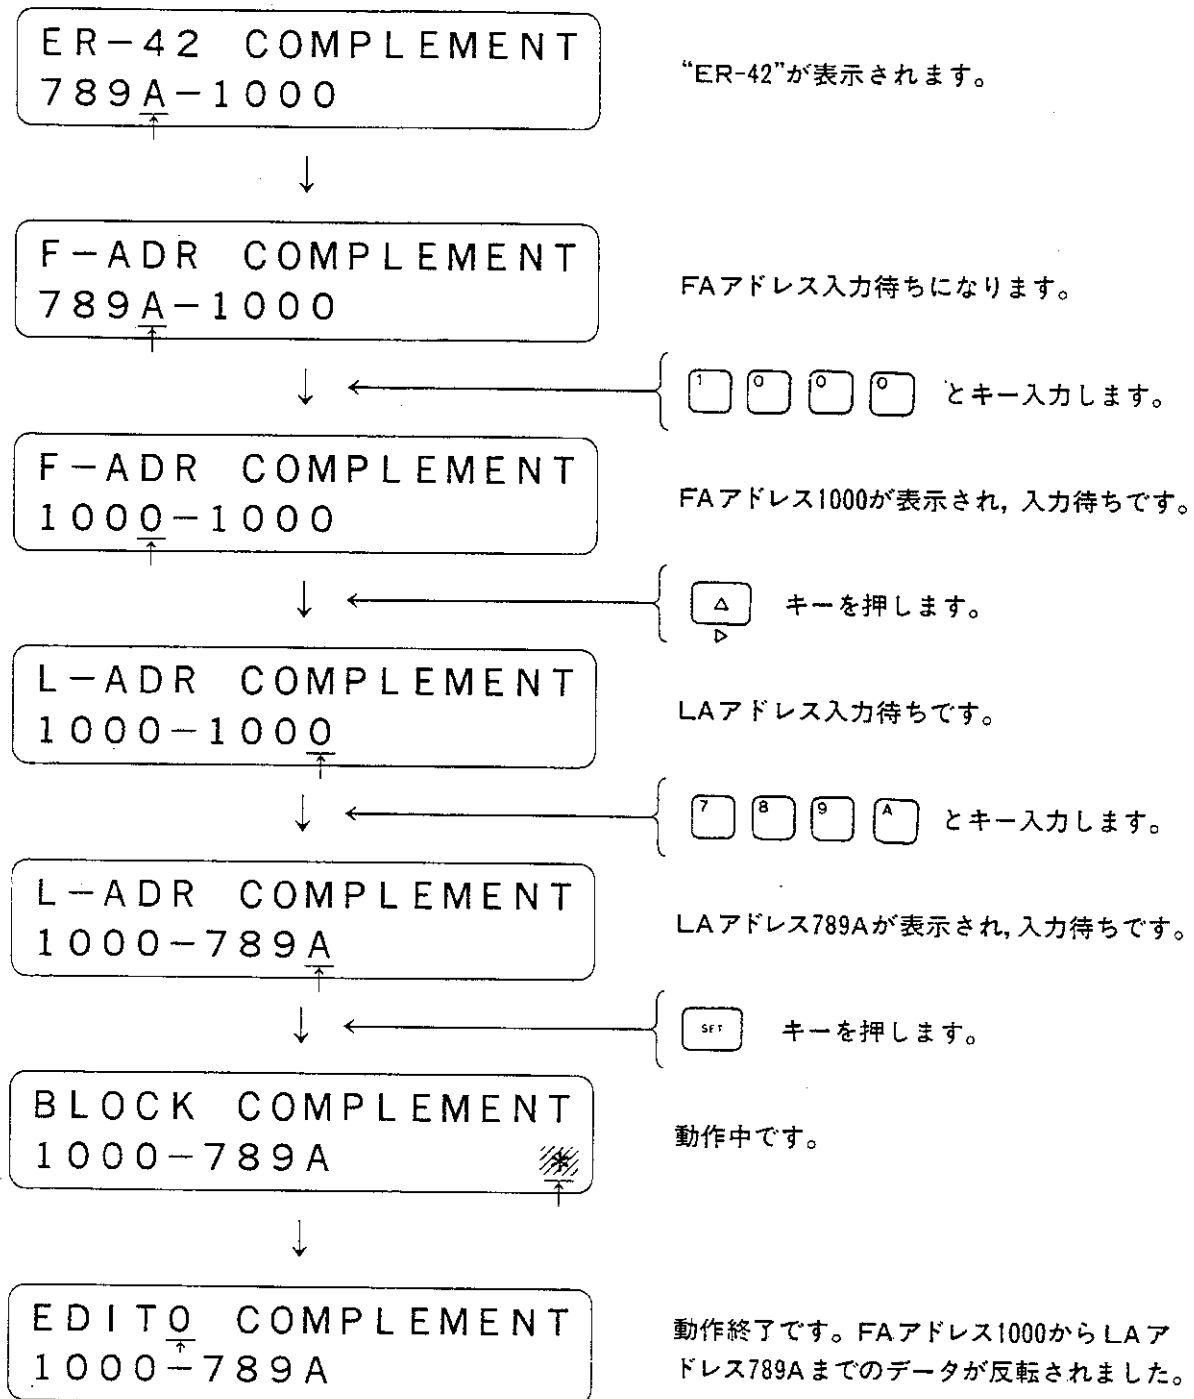 ER-42 COMPLEMENT
789A-1000
“ER-42”が表示されます。
F-ADR COMPLEMENT
789A-1000
FAアドレス入力待ちになります。
1 0 0 0 とキー入力します。
F-ADR COMPLEMENT
1000-1000
FAアドレス1000が表示され, 入力待ちです。
△
▷
キーを押します。
L-ADR COMPLEMENT
1000-1000
LAアドレス入力待ちです。
7 8 9 A とキー入力します。
L-ADR COMPLEMENT
1000-789A
LAアドレス789Aが表示され, 入力待ちです。
SET キーを押します。
BLOCK COMPLEMENT
1000-789A *
動作中です。
EDIT0 COMPLEMENT
1000-789A
動作終了です。FAアドレス1000からLAア
ドレス789Aまでのデータが反転されました。